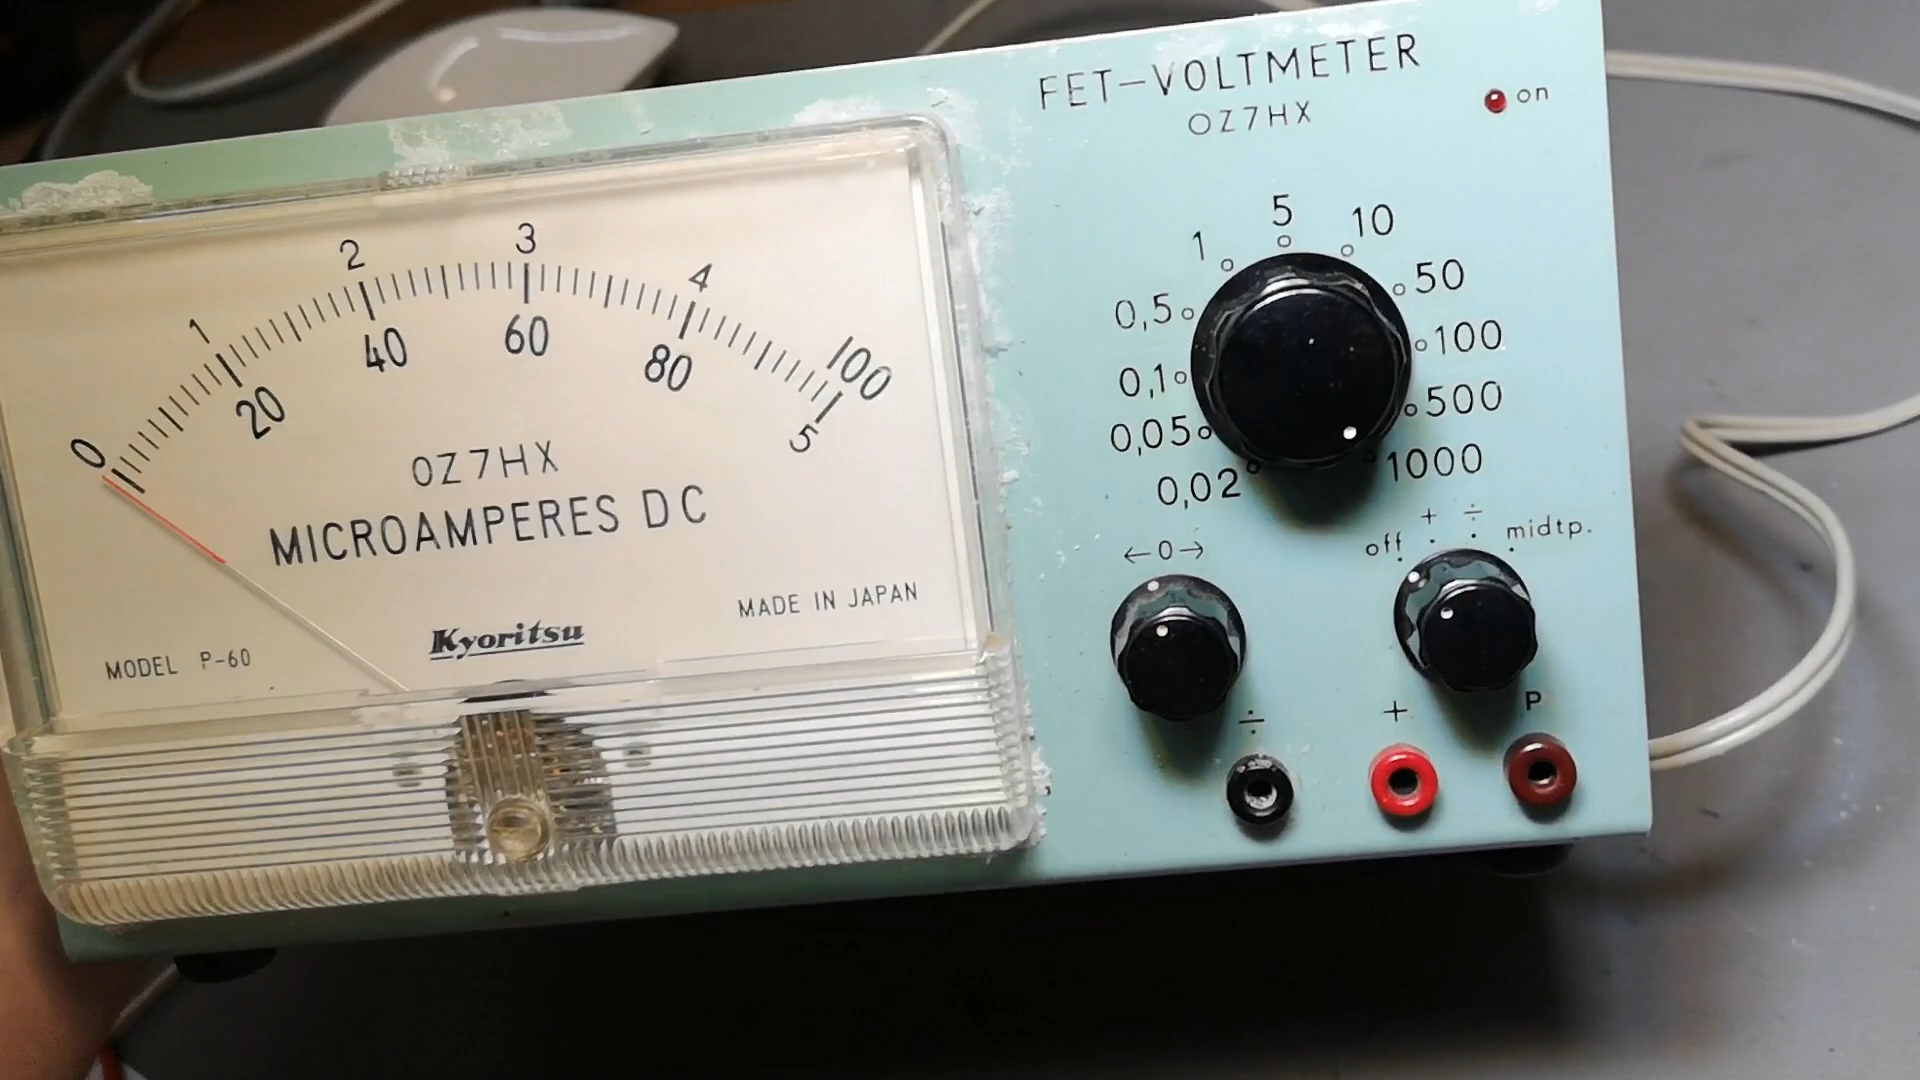 0 1 2 3 4 5
20 40 60 80 100
OZ7HX
MICROAMPERES DC
MADE IN JAPAN
Kyoritsu
MODEL P-60
FET-VOLTMETER
OZ7HX
on
0,02
0,05
0,1
0,5
1
5
10
50
100
500
1000
←0→
off + ÷ midtp.
÷ + P